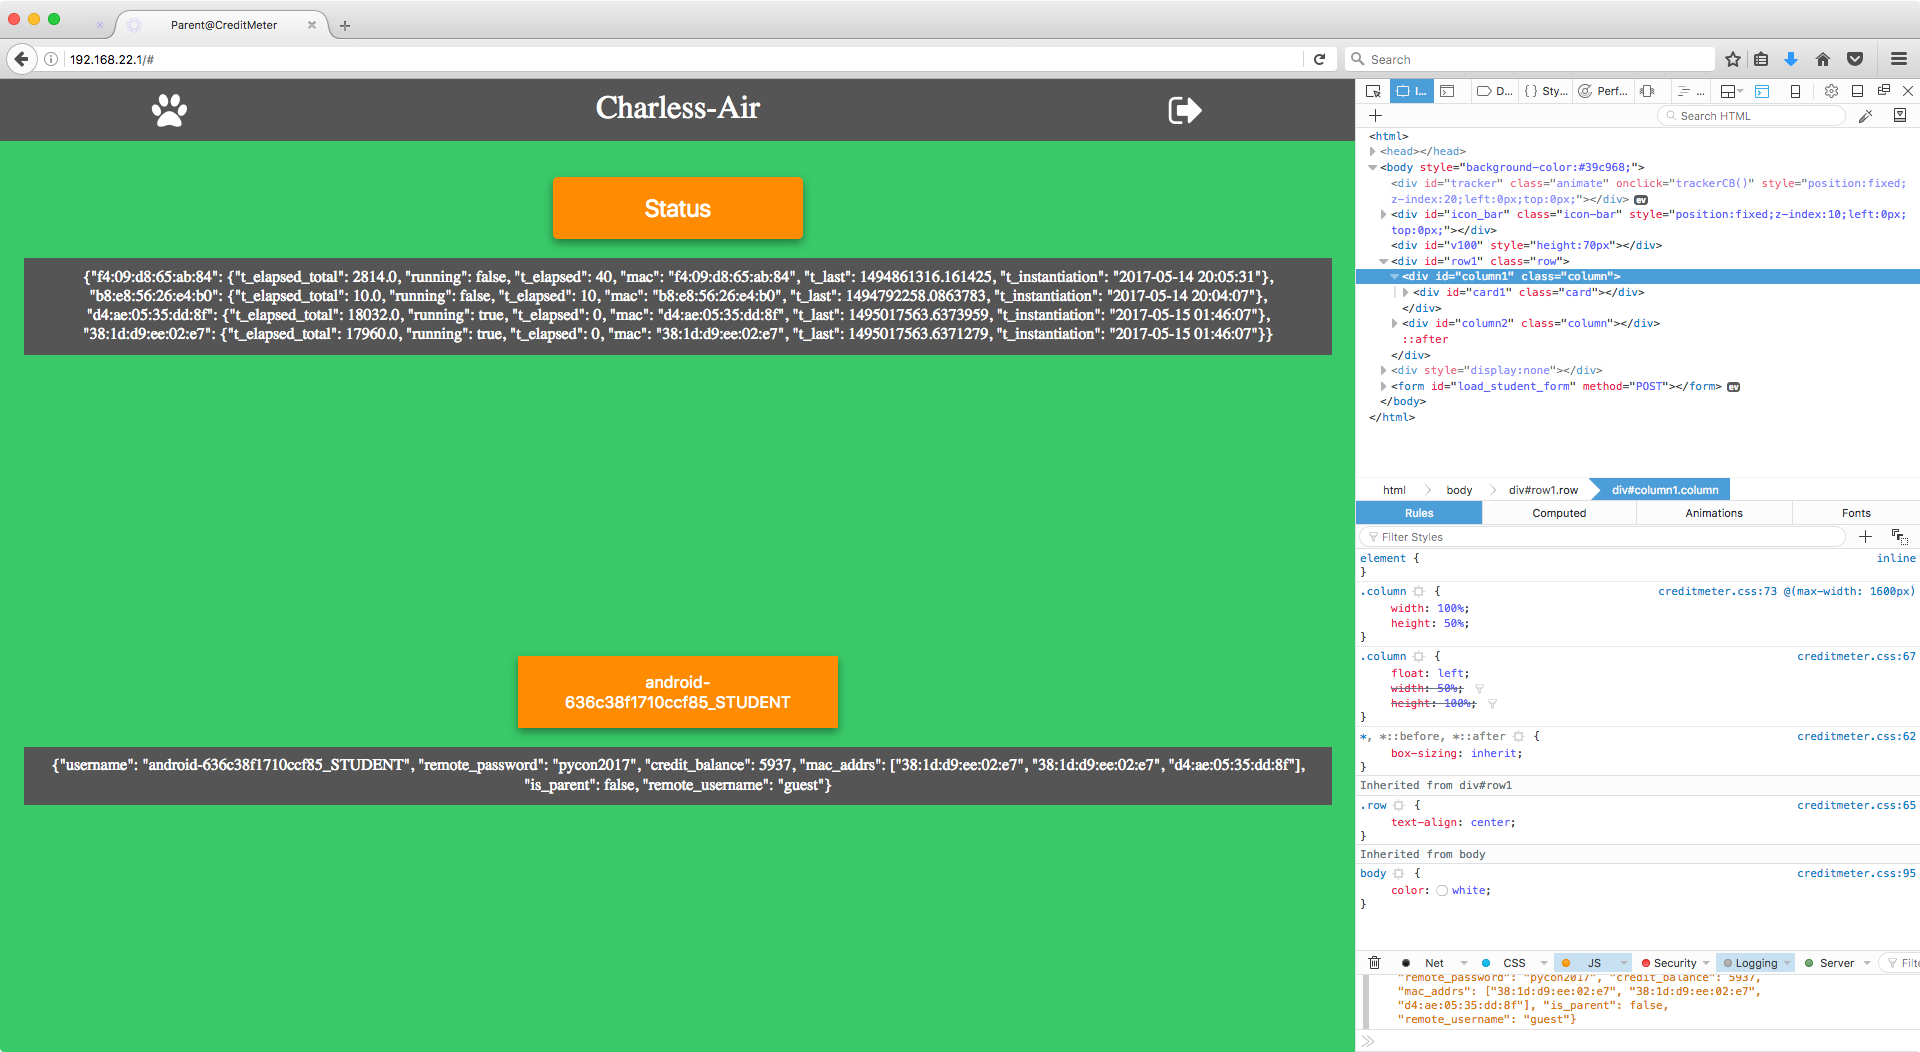 Parent@CreditMeter
192.168.22.1/#
Search
Charless-Air
Status
{"f4:09:d8:65:ab:84": {"t_elapsed_total": 2814.0, "running": false, "t_elapsed": 40, "mac": "f4:09:d8:65:ab:84", "t_last": 1494861316.161425, "t_instantiation": "2017-05-14 20:05:31"},
"b8:e8:56:26:e4:b0": {"t_elapsed_total": 10.0, "running": false, "t_elapsed": 10, "mac": "b8:e8:56:26:e4:b0", "t_last": 1494792258.0863783, "t_instantiation": "2017-05-14 20:04:07"},
"d4:ae:05:35:dd:8f": {"t_elapsed_total": 18032.0, "running": true, "t_elapsed": 0, "mac": "d4:ae:05:35:dd:8f", "t_last": 1495017563.6373959, "t_instantiation": "2017-05-15 01:46:07"},
"38:1d:d9:ee:02:e7": {"t_elapsed_total": 17960.0, "running": true, "t_elapsed": 0, "mac": "38:1d:d9:ee:02:e7", "t_last": 1495017563.6371279, "t_instantiation": "2017-05-15 01:46:07"}}
android-
636c38f1710ccf85_STUDENT
{"username": "android-636c38f1710ccf85_STUDENT", "remote_password": "pycon2017", "credit_balance": 5937, "mac_addrs": ["38:1d:d9:ee:02:e7", "38:1d:d9:ee:02:e7", "d4:ae:05:35:dd:8f"],
"is_parent": false, "remote_username": "guest"}
I... D... { } Sty... Perf... ...
Search HTML
<html>
<head></head>
<body style="background-color:#39c968;">
<div id="tracker" class="animate" onclick="trackerCB()" style="position:fixed;
z-index:20;left:0px;top:0px;"></div> ev
<div id="icon_bar" class="icon-bar" style="position:fixed;z-index:10;left:0px;
top:0px;"></div>
<div id="v100" style="height:70px"></div>
<div id="row1" class="row">
<div id="column1" class="column">
<div id="card1" class="card"></div>
</div>
<div id="column2" class="column"></div>
::after
</div>
<div style="display:none"></div>
<form id="load_student_form" method="POST"></form> ev
</body>
</html>
html body div#row1.row div#column1.column
Rules Computed Animations Fonts
Filter Styles
element { inline
}
.column { creditmeter.css:73 @(max-width: 1600px)
width: 100%;
height: 50%;
}
.column { creditmeter.css:67
float: left;
width: 50%;
height: 100%;
}
*, *::before, *::after { creditmeter.css:62
box-sizing: inherit;
}
Inherited from div#row1
.row { creditmeter.css:65
text-align: center;
}
Inherited from body
body { creditmeter.css:95
color: white;
}
Net CSS JS Security Logging Server Filte
"remote_password": "pycon2017", "credit_balance": 5937,
"mac_addrs": ["38:1d:d9:ee:02:e7", "38:1d:d9:ee:02:e7",
"d4:ae:05:35:dd:8f"], "is_parent": false,
"remote_username": "guest"}